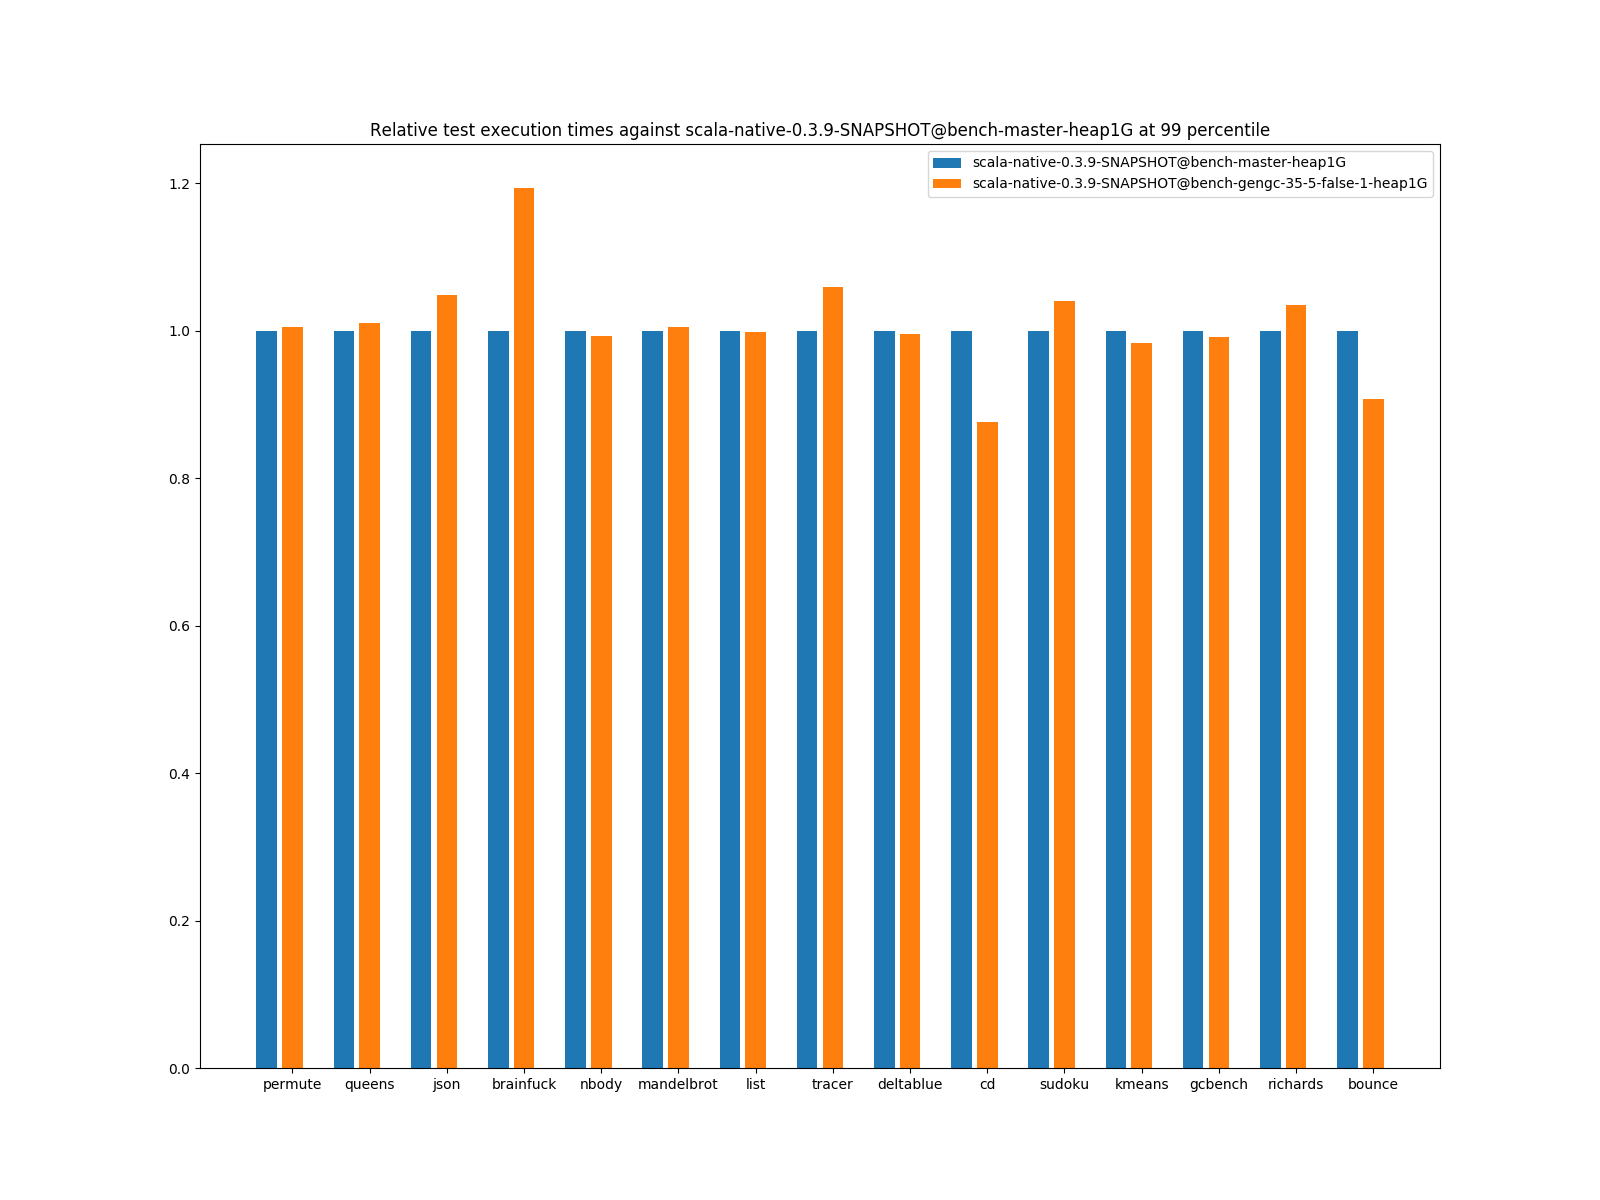 Relative test execution times against scala-native-0.3.9-SNAPSHOT@bench-master-heap1G at 99 percentile
scala-native-0.3.9-SNAPSHOT@bench-master-heap1G
scala-native-0.3.9-SNAPSHOT@bench-gengc-35-5-false-1-heap1G
1.2
1.0
0.8
0.6
0.4
0.2
0.0
permute queens json brainfuck nbody mandelbrot list tracer deltablue cd sudoku kmeans gcbench richards bounce